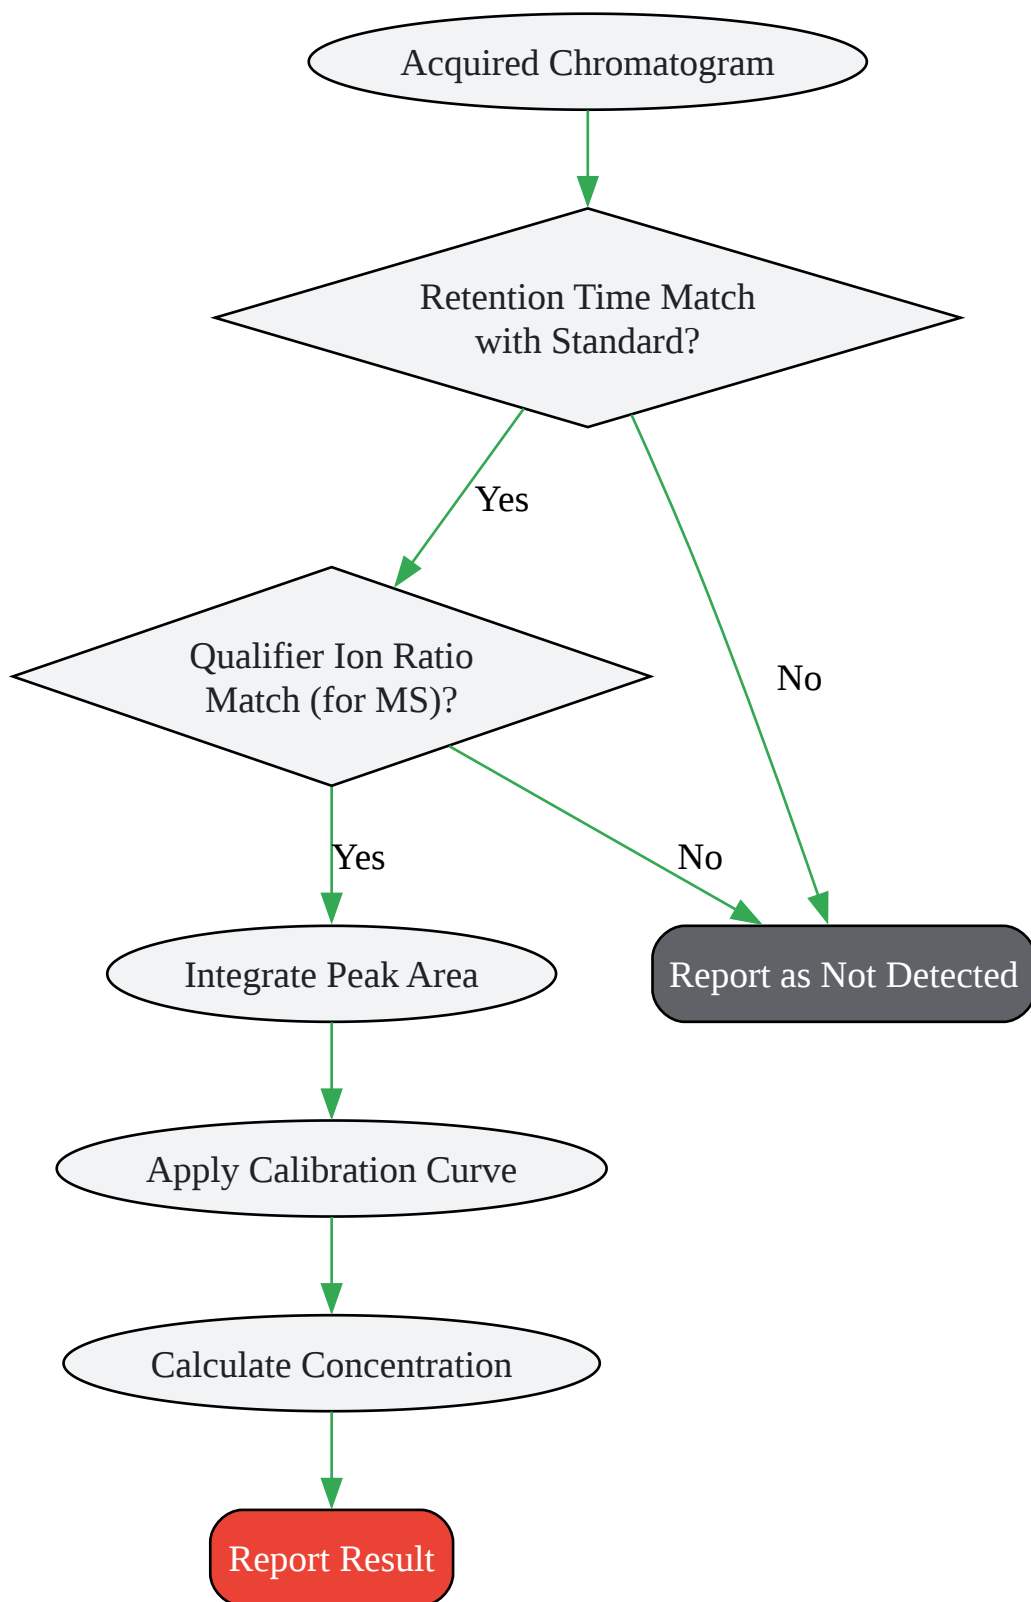 Acquired Chromatogram
Retention Time Match
with Standard?
Yes
No
Qualifier Ion Ratio
Match (for MS)?
Yes
No
Integrate Peak Area
Report as Not Detected
Apply Calibration Curve
Calculate Concentration
Report Result